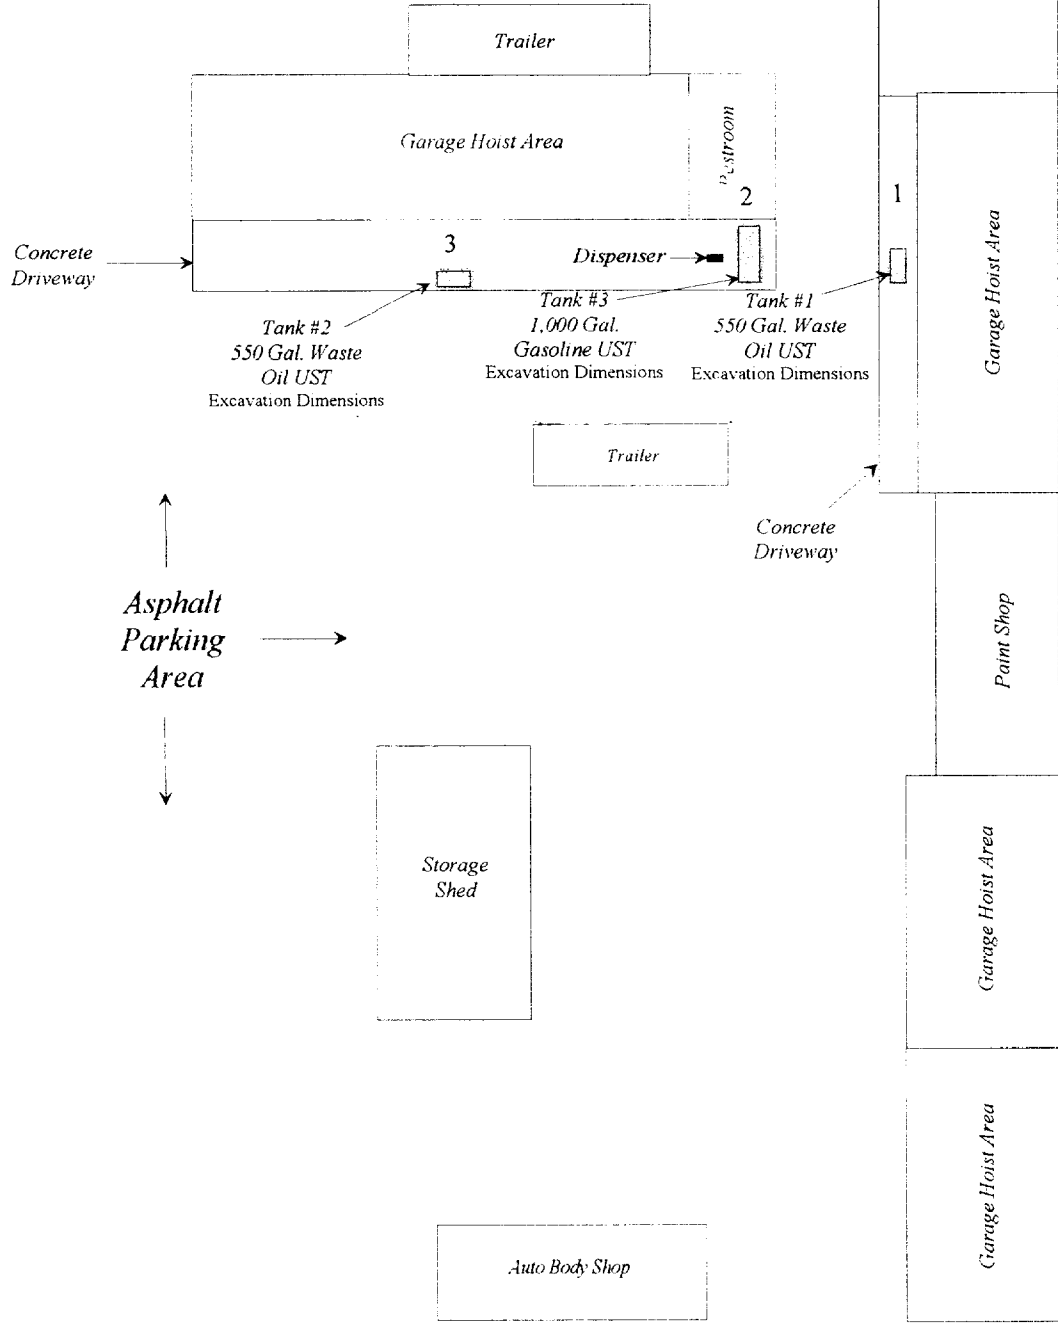 Trailer
Garage Hoist Area
2
1
Garage Hoist Area
Concrete
Driveway
3
Dispenser
Tank #2
550 Gal. Waste
Oil UST
Excavation Dimensions
Tank #3
1,000 Gal.
Gasoline UST
Excavation Dimensions
Tank #1
550 Gal. Waste
Oil UST
Excavation Dimensions
Trailer
Concrete
Driveway
Asphalt
Parking
Area
Paint Shop
Storage
Shed
Garage Hoist Area
Garage Hoist Area
Auto Body Shop